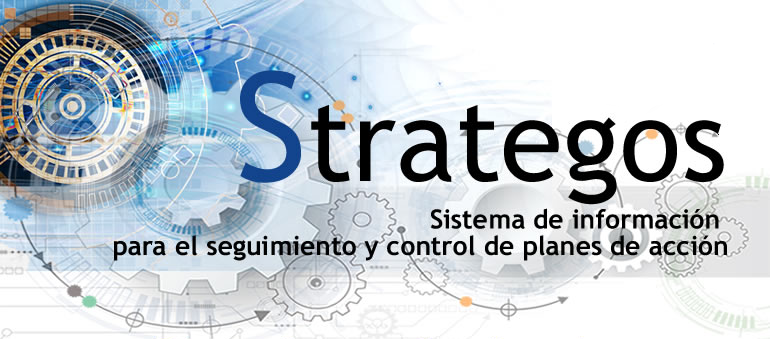 Strategos
Sistema de información
para el seguimiento y control de planes de acción